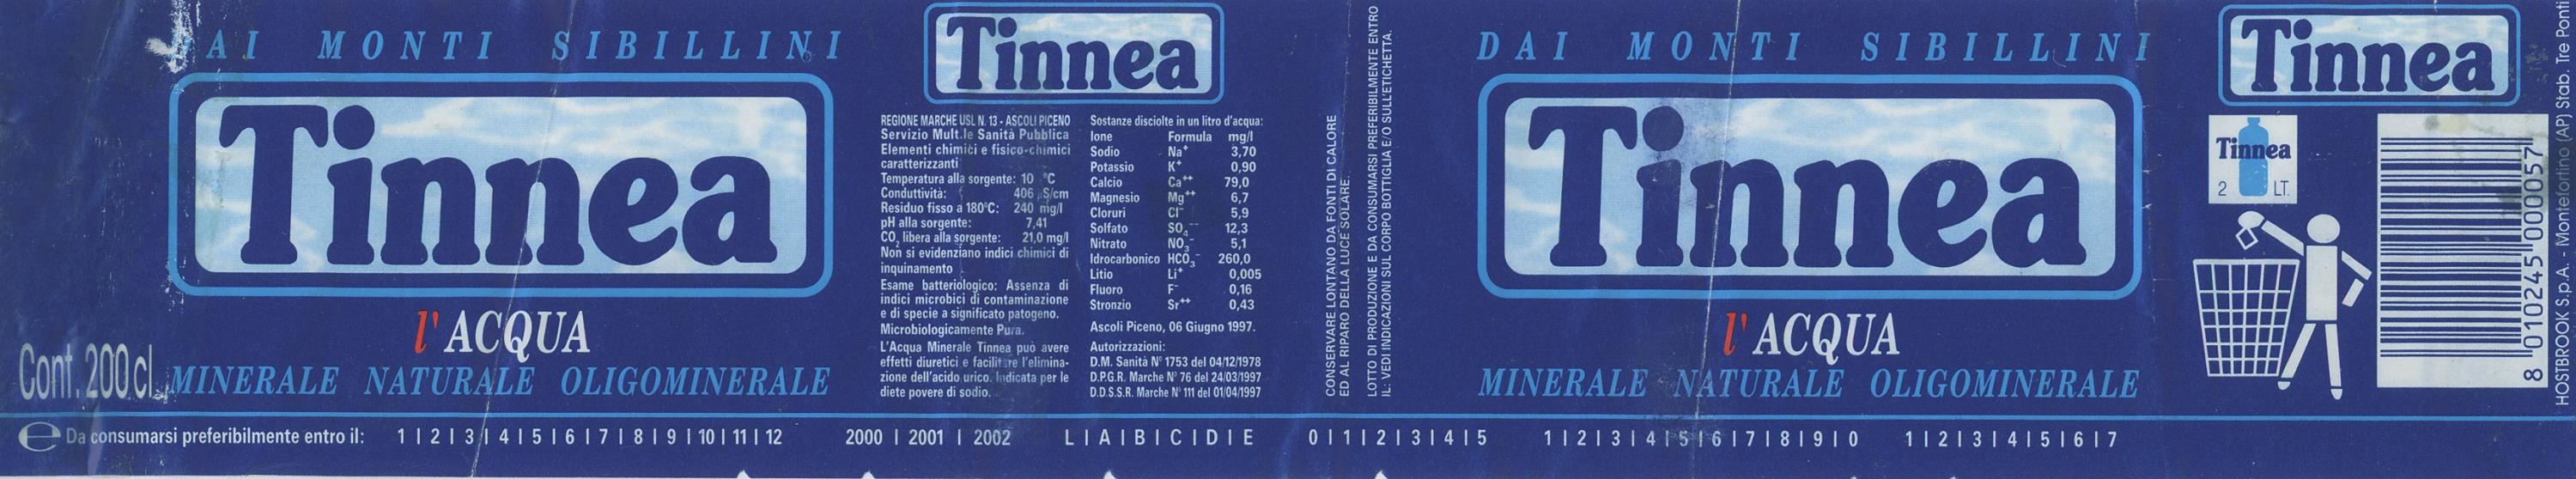 AI MONTI SIBILLINI
Tinnea
l'ACQUA
Cont. 200 cl.
MINERALE NATURALE OLIGOMINERALE
Tinnea
REGIONE MARCHE USL N. 13 - ASCOLI PICENO
Servizio Mult.le Sanità Pubblica
Elementi chimici e fisico-chimici
caratterizzanti
Temperatura alla sorgente: 10 °C
Conduttività: 406 µS/cm
Residuo fisso a 180°C: 240 mg/l
pH alla sorgente: 7,41
CO₂ libera alla sorgente: 21,0 mg/l
Non si evidenziano indici chimici di
inquinamento
Esame batteriologico: Assenza di
indici microbici di contaminazione
e di specie a significato patogeno.
Microbiologicamente Pura.
L'Acqua Minerale Tinnea può avere
effetti diuretici e facilitare l'elimina-
zione dell'acido urico. Indicata per le
diete povere di sodio.
Sostanze disciolte in un litro d'acqua:
Ione Formula mg/l
Sodio Na⁺ 3,70
Potassio K⁺ 0,90
Calcio Ca⁺⁺ 79,0
Magnesio Mg⁺⁺ 6,7
Cloruri Cl⁻ 5,9
Solfato SO₄⁻⁻ 12,3
Nitrato NO₃⁻ 5,1
Idrocarbonico HCO₃⁻ 260,0
Litio Li⁺ 0,005
Fluoro F⁻ 0,16
Stronzio Sr⁺⁺ 0,43
Ascoli Piceno, 06 Giugno 1997.
Autorizzazioni:
D.M. Sanità N° 1753 del 04/12/1978
D.P.G.R. Marche N° 76 del 24/03/1997
D.D.S.S.R. Marche N° 111 del 01/04/1997
CONSERVARE LONTANO DA FONTI DI CALORE
ED AL RIPARO DELLA LUCE SOLARE.
LOTTO DI PRODUZIONE E DA CONSUMARSI PREFERIBILMENTE ENTRO
IL: VEDI INDICAZIONI SUL CORPO BOTTIGLIA E/O SULL'ETICHETTA.
DAI MONTI SIBILLINI
Tinnea
l'ACQUA
MINERALE NATURALE OLIGOMINERALE
Tinnea
Tinnea
2 LT.
8 010245 000057
HOSTBROOK S.p.A. - Montefortino (AP) Stab. Tre Ponti
e Da consumarsi preferibilmente entro il: 1 | 2 | 3 | 4 | 5 | 6 | 7 | 8 | 9 | 10 | 11 | 12 2000 | 2001 | 2002 L | A | B | C | D | E 0 | 1 | 2 | 3 | 4 | 5 1 | 2 | 3 | 4 | 5 | 6 | 7 | 8 | 9 | 0 1 | 2 | 3 | 4 | 5 | 6 | 7